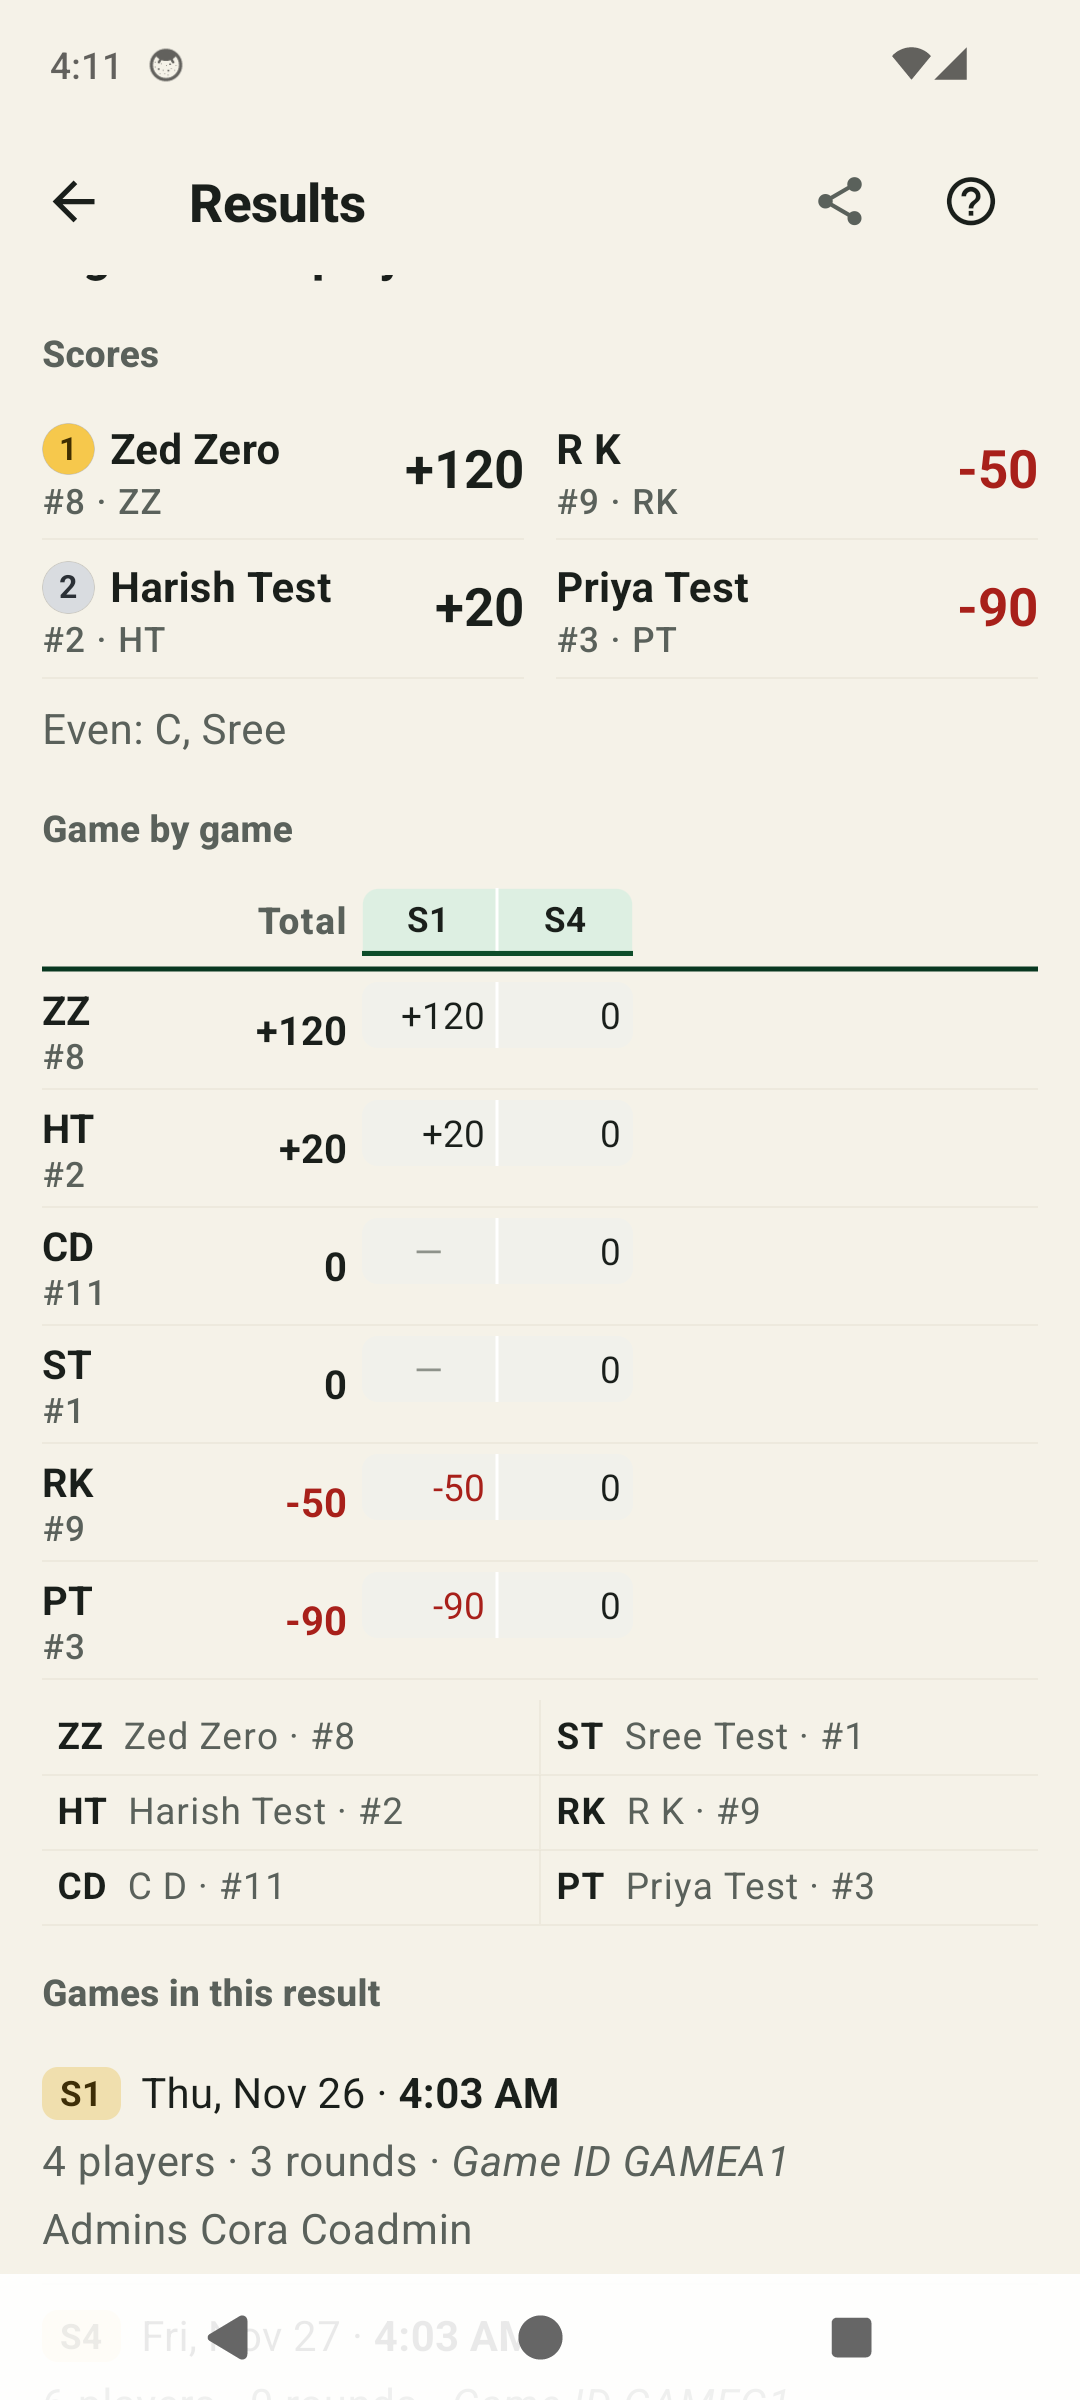 4:11
Results
Scores
1 Zed Zero +120
#8 · ZZ
R K -50
#9 · RK
2 Harish Test +20
#2 · HT
Priya Test -90
#3 · PT
Even: C, Sree
Game by game
Total S1 S4
ZZ +120 +120 0
#8
HT +20 +20 0
#2
CD 0 — 0
#11
ST 0 — 0
#1
RK -50 -50 0
#9
PT -90 -90 0
#3
ZZ Zed Zero · #8 ST Sree Test · #1
HT Harish Test · #2 RK R K · #9
CD C D · #11 PT Priya Test · #3
Games in this result
S1 Thu, Nov 26 · 4:03 AM
4 players · 3 rounds · Game ID GAMEA1
Admins Cora Coadmin
S4 Fri, Nov 27 · 4:03 AM